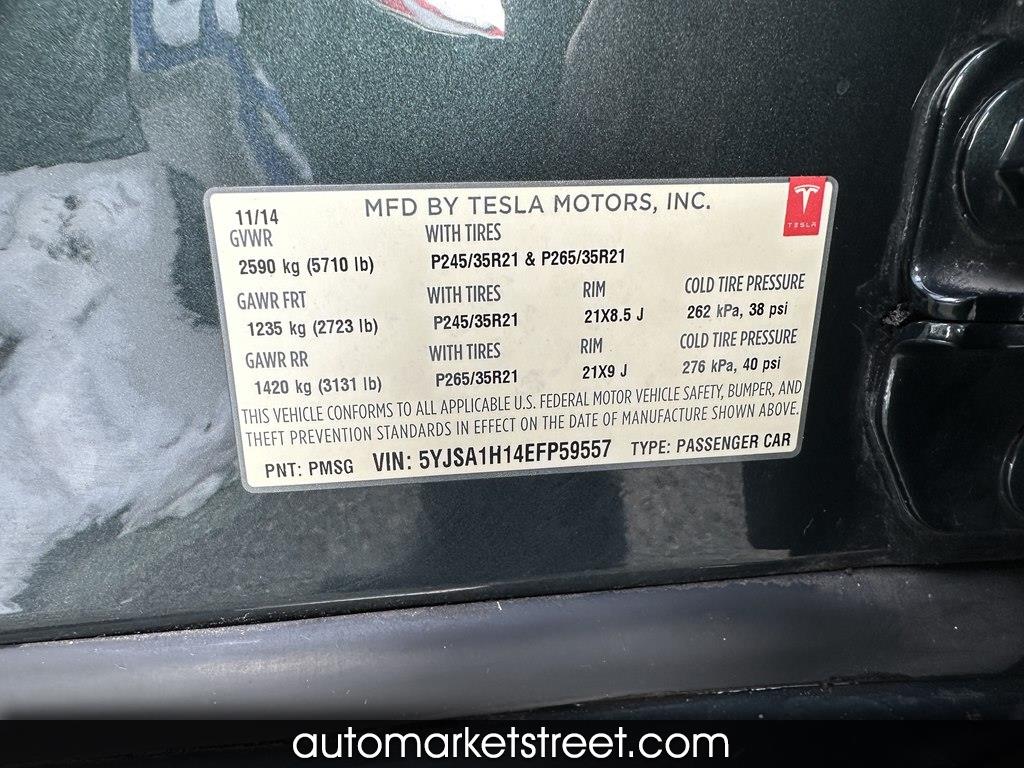 11/14 MFD BY TESLA MOTORS, INC.
TESLA
GVWR WITH TIRES
2590 kg (5710 lb) P245/35R21 & P265/35R21
GAWR FRT WITH TIRES RIM COLD TIRE PRESSURE
1235 kg (2723 lb) P245/35R21 21X8.5 J 262 kPa, 38 psi
GAWR RR WITH TIRES RIM COLD TIRE PRESSURE
1420 kg (3131 lb) P265/35R21 21X9 J 276 kPa, 40 psi
THIS VEHICLE CONFORMS TO ALL APPLICABLE U.S. FEDERAL MOTOR VEHICLE SAFETY, BUMPER, AND
THEFT PREVENTION STANDARDS IN EFFECT ON THE DATE OF MANUFACTURE SHOWN ABOVE.
PNT: PMSG VIN: 5YJSA1H14EFP59557 TYPE: PASSENGER CAR
automarketstreet.com